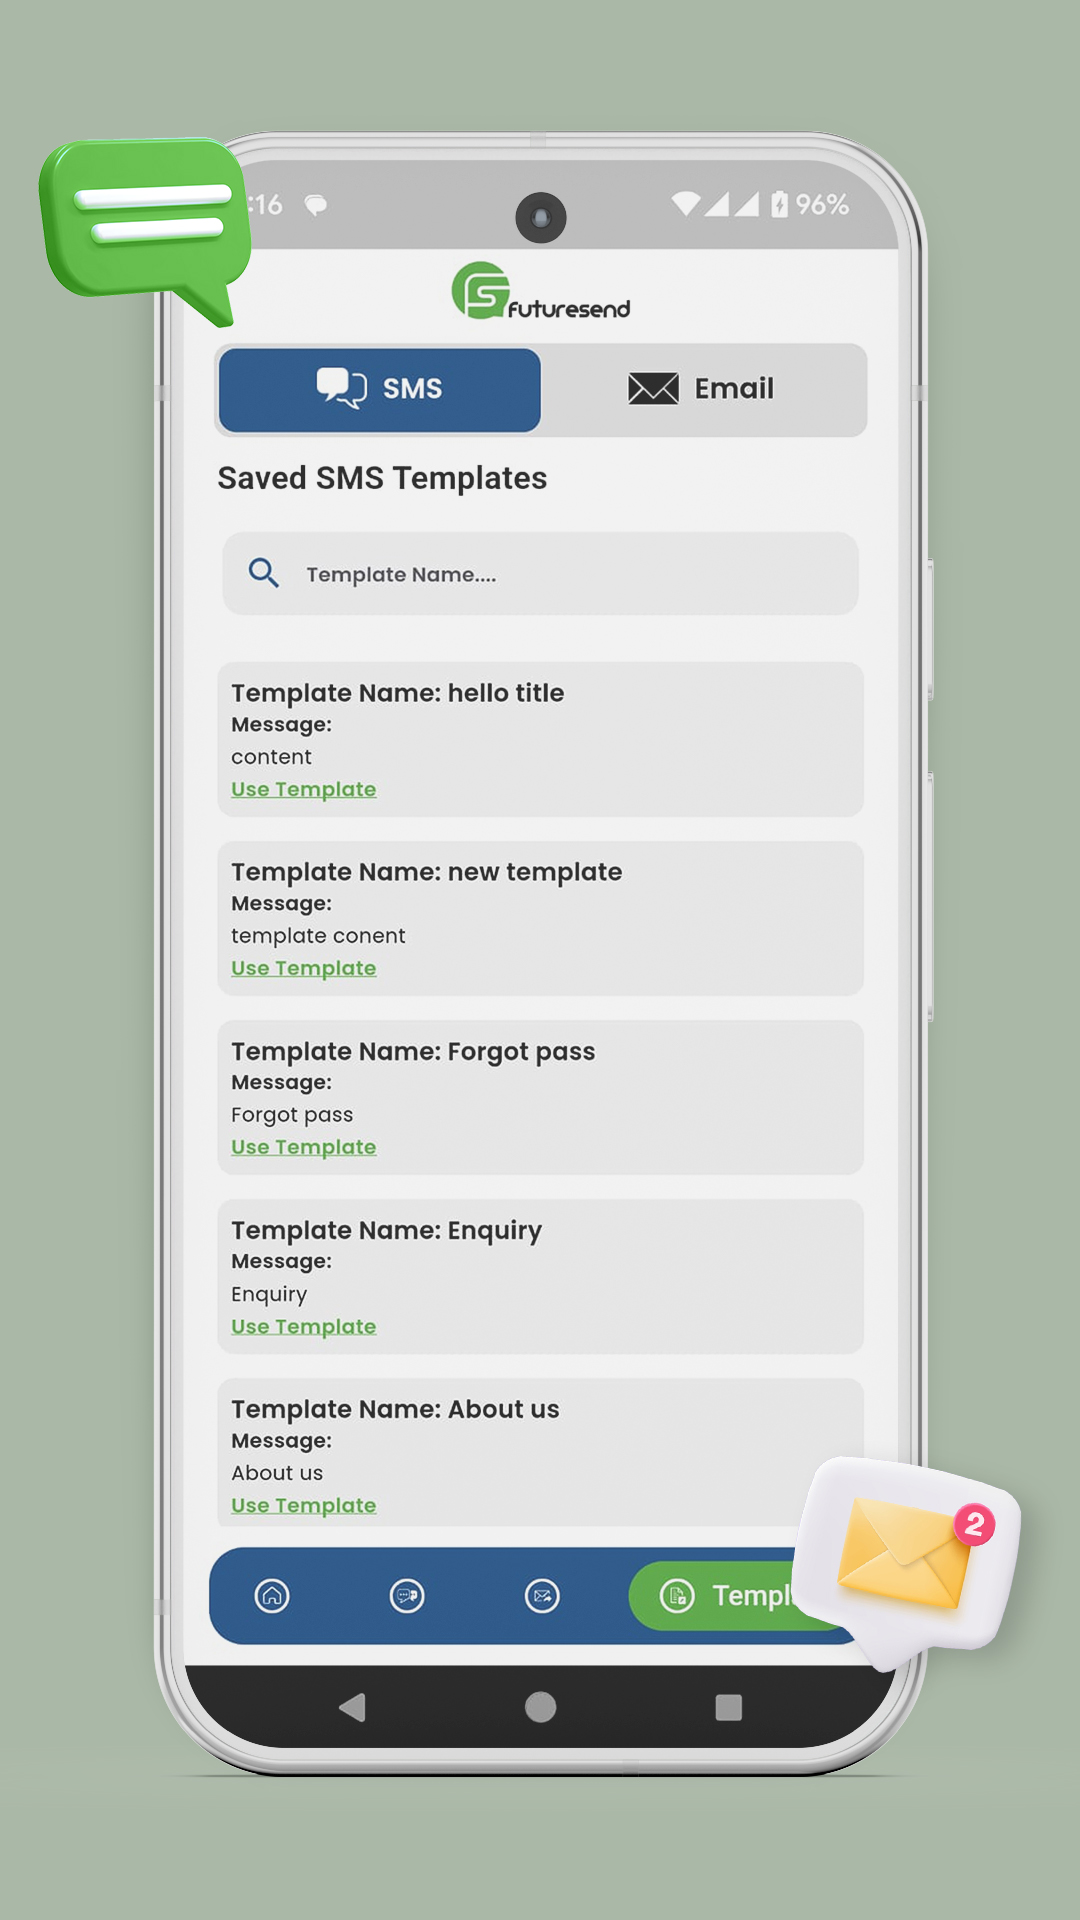 :16
96%
futuresend
SMS
Email
Saved SMS Templates
Template Name....
Template Name: hello title
Message:
content
Use Template
Template Name: new template
Message:
template conent
Use Template
Template Name: Forgot pass
Message:
Forgot pass
Use Template
Template Name: Enquiry
Message:
Enquiry
Use Template
Template Name: About us
Message:
About us
Use Template
2
Templ